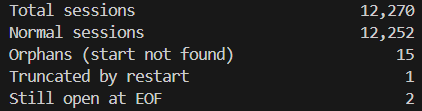 Total sessions 12,270
Normal sessions 12,252
Orphans (start not found) 15
Truncated by restart 1
Still open at EOF 2